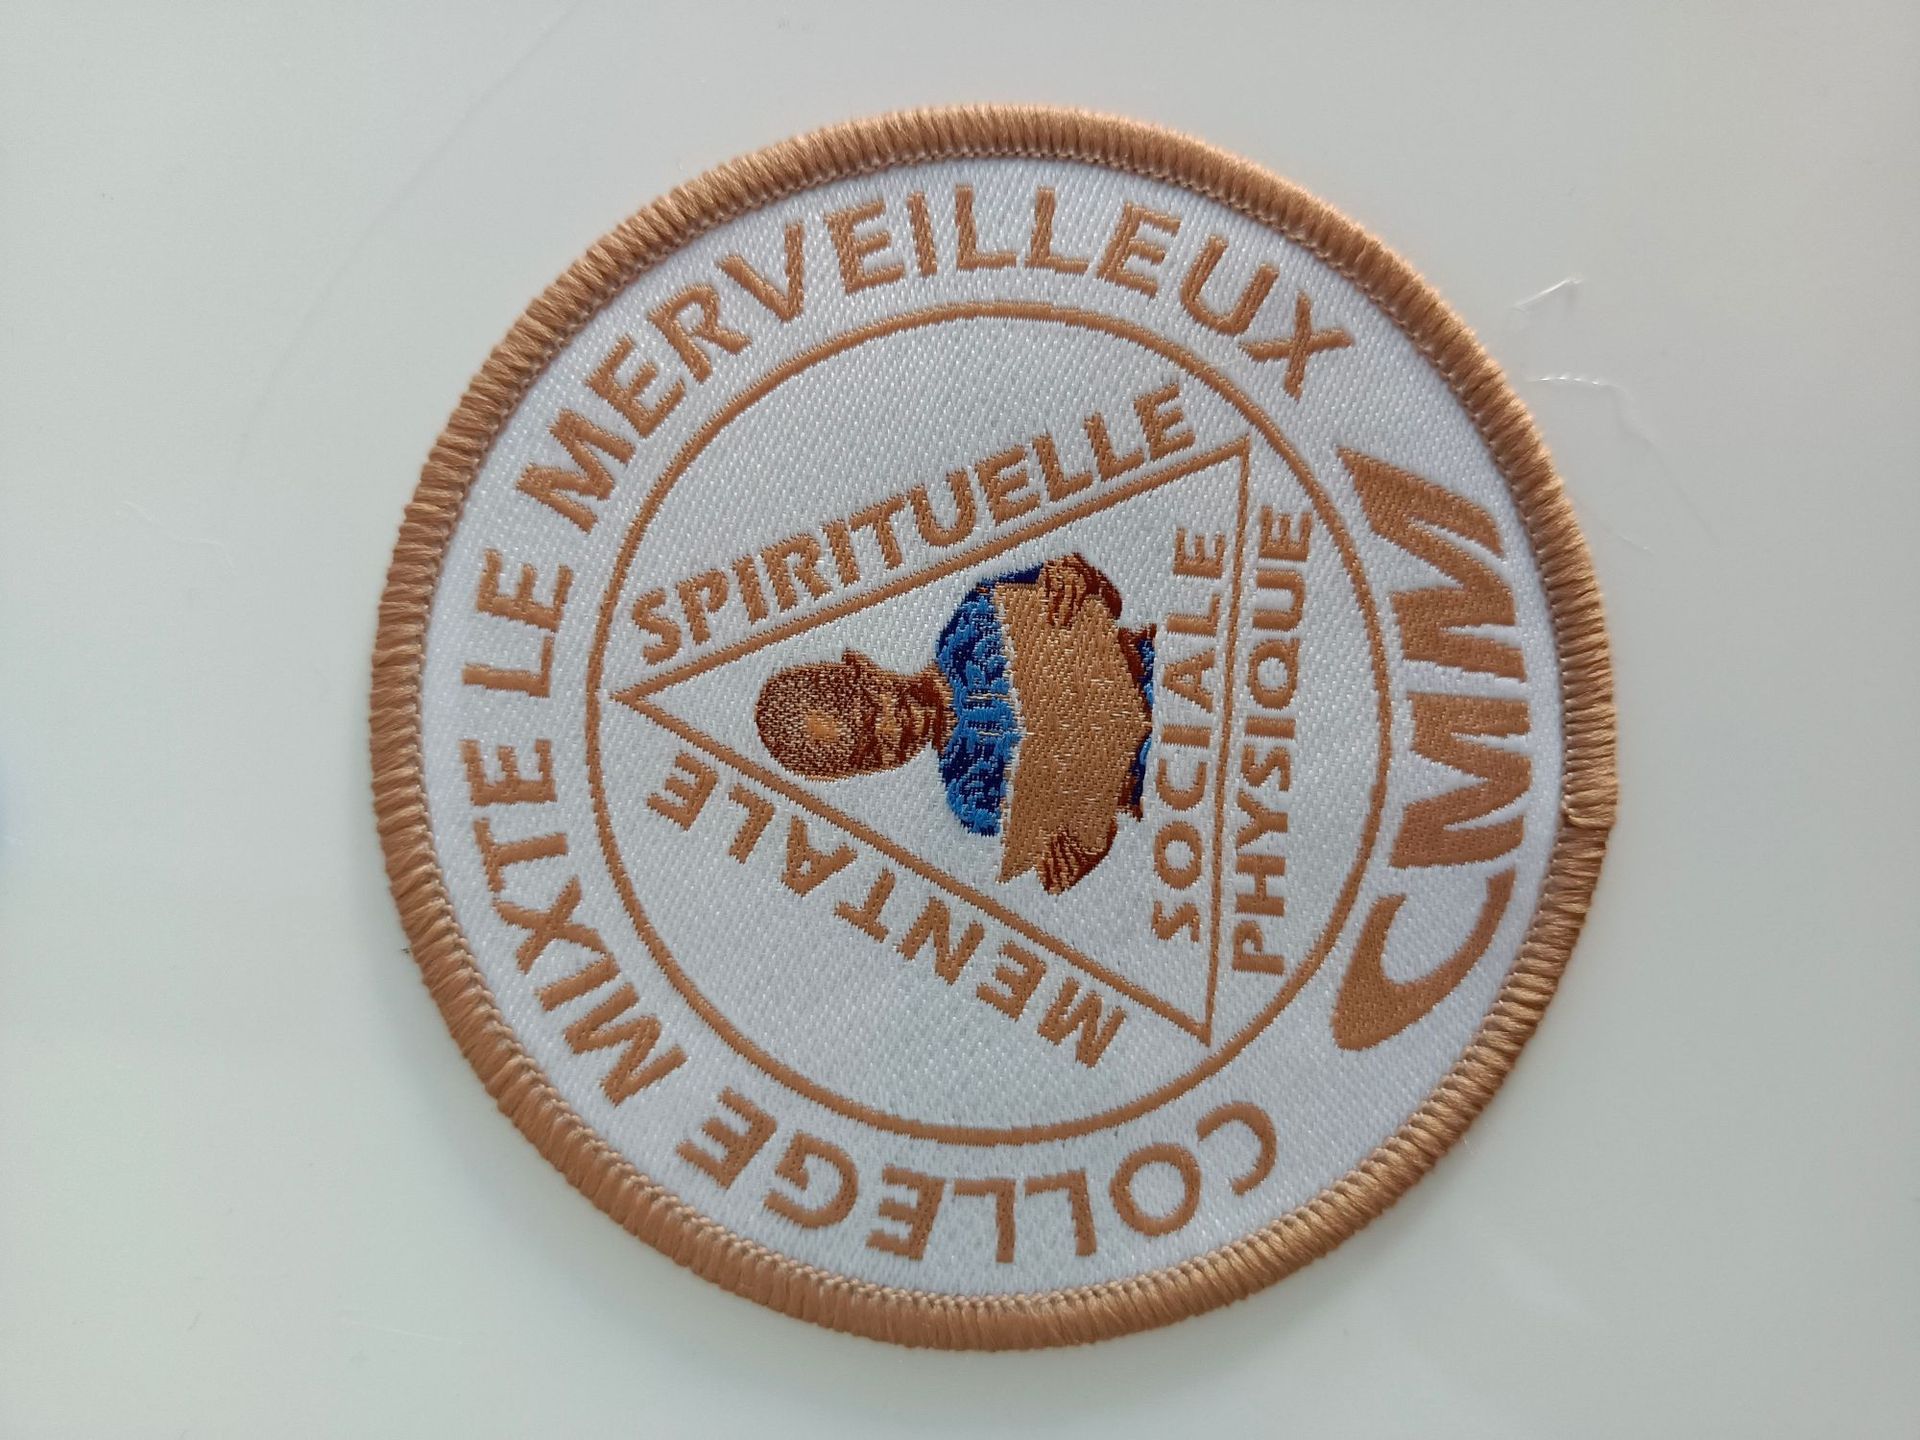 COLLEGE MIXTE LE MERVEILLEUX
MENTALE
SPIRITUELLE
SOCIALE
PHYSIQUE
CMM